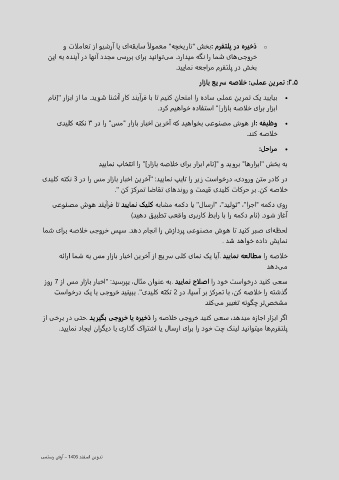 ○ ذخیره در پلتفرم: بخش "تاریخچه" معمولاً سابقه‌ای یا آرشیو از تعاملات و
خروجی‌های شما را نگه میدارد. می‌توانید برای بررسی مجدد آنها در آینده به این
بخش در پلتفرم مراجعه نمایید.
۲.۵: تمرین عملی: خلاصه سریع بازار
• بیایید یک تمرین عملی ساده را امتحان کنیم تا با فرآیند کار آشنا شوید. ما از ابزار "[نام
ابزار برای خلاصه بازار]" استفاده خواهیم کرد.
• وظیفه: از هوش مصنوعی بخواهید که آخرین اخبار بازار "مس" را در ۳ نکته کلیدی
خلاصه کند.
• مراحل:
به بخش "ابزارها" بروید و "[نام ابزار برای خلاصه بازار]" را انتخاب نمایید
در کادر متن ورودی، درخواست زیر را تایپ نمایید: "آخرین اخبار بازار مس را در 3 نکته کلیدی
خلاصه کن. بر حرکات کلیدی قیمت و روندهای تقاضا تمرکز کن."
روی دکمه "اجرا"، "تولید"، "ارسال" یا دکمه مشابه کلیک نمایید تا فرآیند هوش مصنوعی
آغاز شود. (نام دکمه را با رابط کاربری واقعی تطبیق دهید)
لحظه‌ای صبر کنید تا هوش مصنوعی پردازش را انجام دهد. سپس خروجی خلاصه برای شما
نمایش داده خواهد شد.
خلاصه را مطالعه نمایید. آیا یک نمای کلی سریع از آخرین اخبار بازار مس به شما ارائه
می‌دهد
سعی کنید درخواست خود را اصلاح نمایید. به عنوان مثال، بپرسید: "اخبار بازار مس از 7 روز
گذشته را خلاصه کن، با تمرکز بر آسیا، در 2 نکته کلیدی". ببینید خروجی با یک درخواست
مشخص‌تر چگونه تغییر می‌کند
اگر ابزار اجازه میدهد، سعی کنید خروجی خلاصه را ذخیره یا خروجی بگیرید. حتی در برخی از
پلتفرم‌ها میتوانید لینک چت خود را برای ارسال یا اشتراک گذاری با دیگران ایجاد نمایید.
تدوین اسفند 1403 –